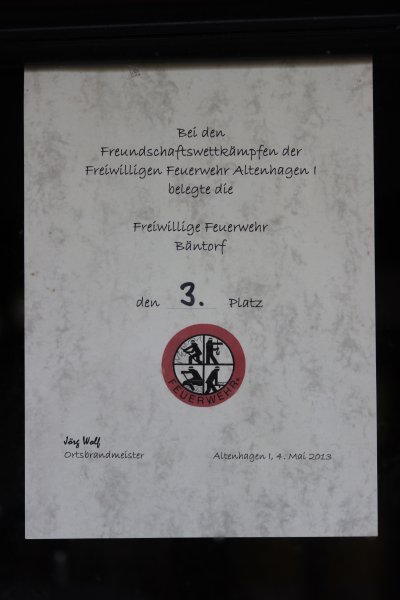 Bei den
Freundschaftswettkämpfen der
Freiwilligen Feuerwehr Altenhagen I
belegte die
Freiwillige Feuerwehr
Bäntorf
den 3. Platz
FEUERWEHR
Jörg Wolf
Ortsbrandmeister
Altenhagen I, 4. Mai 2013